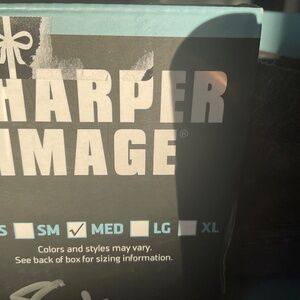 HARPER
IMAGE®
S SM MED LG XL
Colors and styles may vary.
See back of box for sizing information.